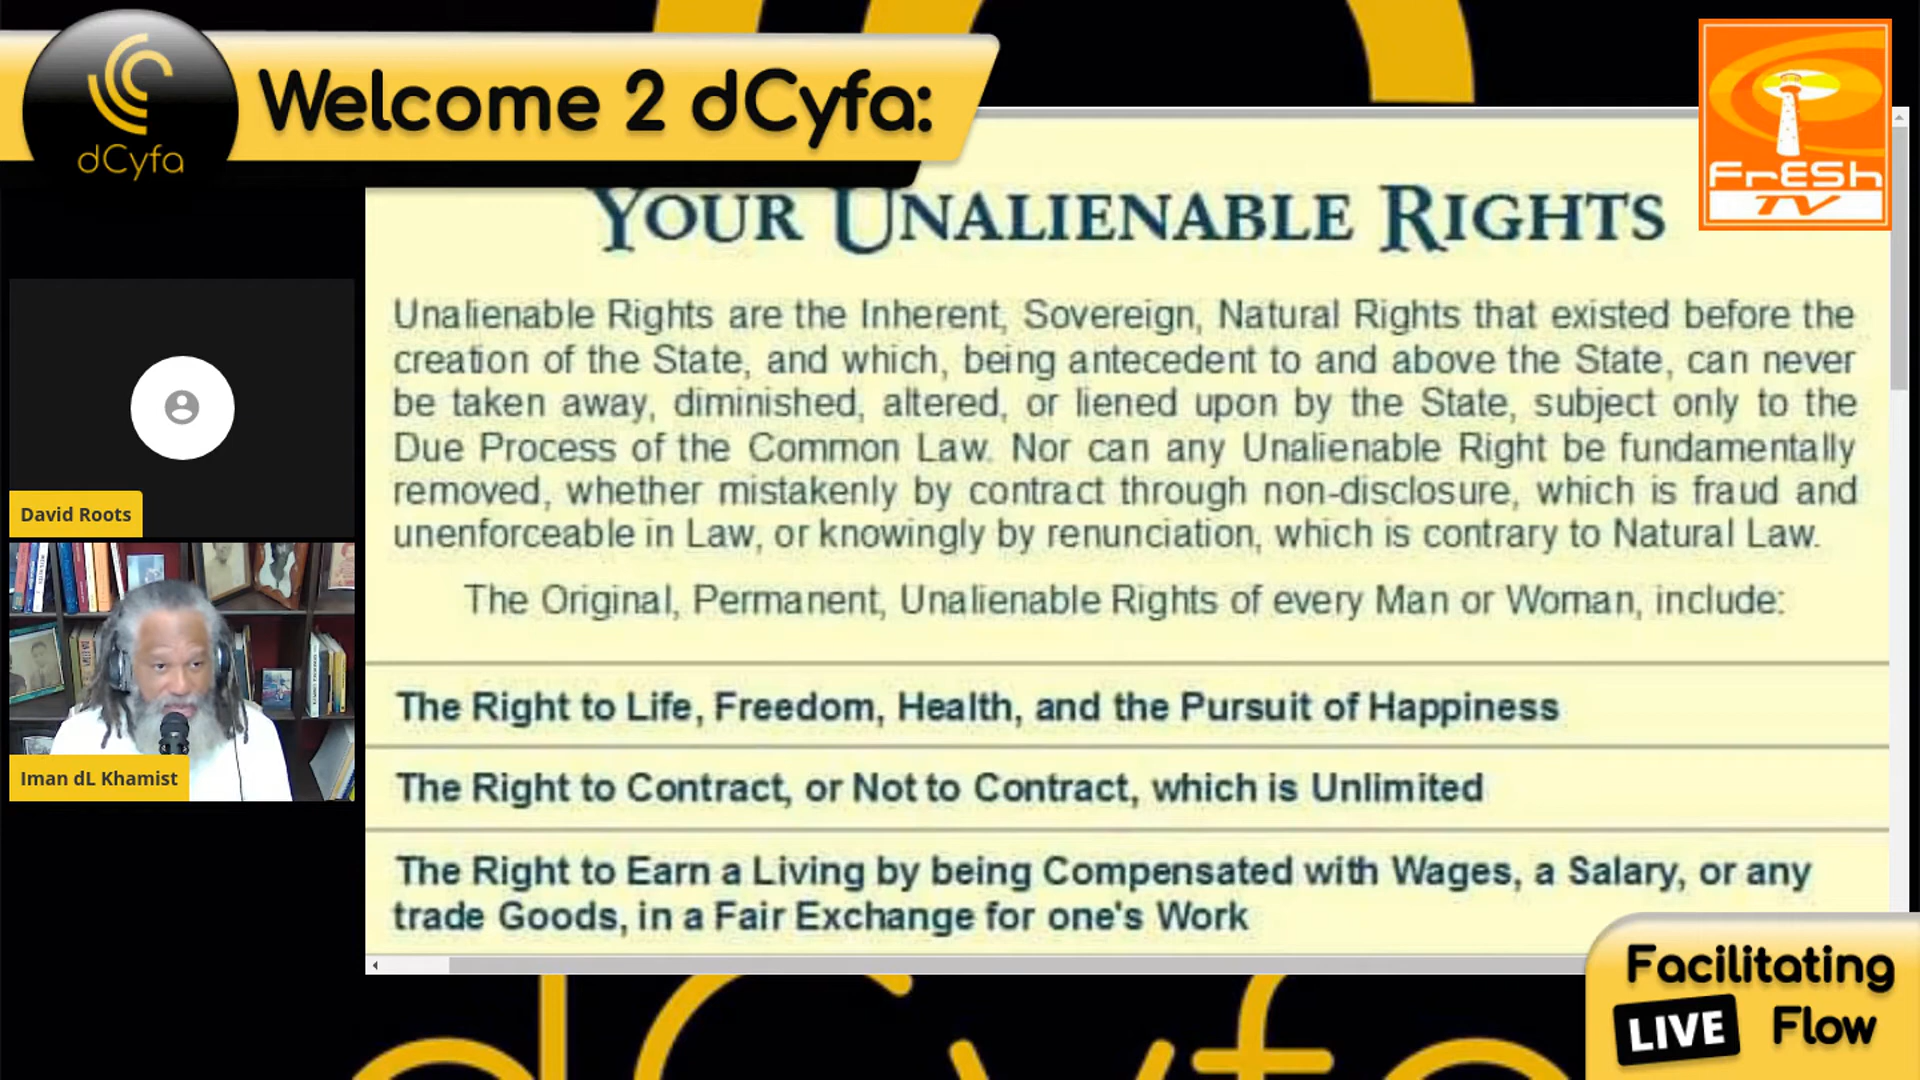 dCyfa
Welcome 2 dCyfa:
FrESh
TV
YOUR UNALIENABLE RIGHTS
Unalienable Rights are the Inherent, Sovereign, Natural Rights that existed before the
creation of the State, and which, being antecedent to and above the State, can never
be taken away, diminished, altered, or liened upon by the State, subject only to the
Due Process of the Common Law. Nor can any Unalienable Right be fundamentally
removed, whether mistakenly by contract through non-disclosure, which is fraud and
unenforceable in Law, or knowingly by renunciation, which is contrary to Natural Law.
The Original, Permanent, Unalienable Rights of every Man or Woman, include:
The Right to Life, Freedom, Health, and the Pursuit of Happiness
The Right to Contract, or Not to Contract, which is Unlimited
The Right to Earn a Living by being Compensated with Wages, a Salary, or any
trade Goods, in a Fair Exchange for one's Work
David Roots
Iman dL Khamist
Facilitating
LIVE Flow
dCyfa